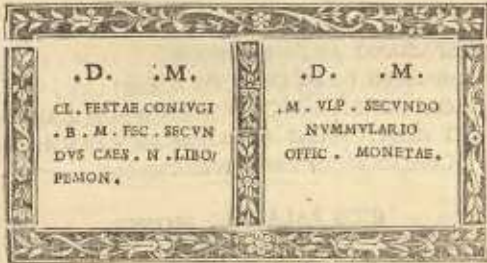 .D. .M.
CL. FESTAE CONIVGI
. B . M . FEC . SECVN
DVS CAES . N . LIBO/
PEMON .
.D. .M.
. M . VLP . SECVNDO
NVMMVLARIO
OFFIC . MONETAE .